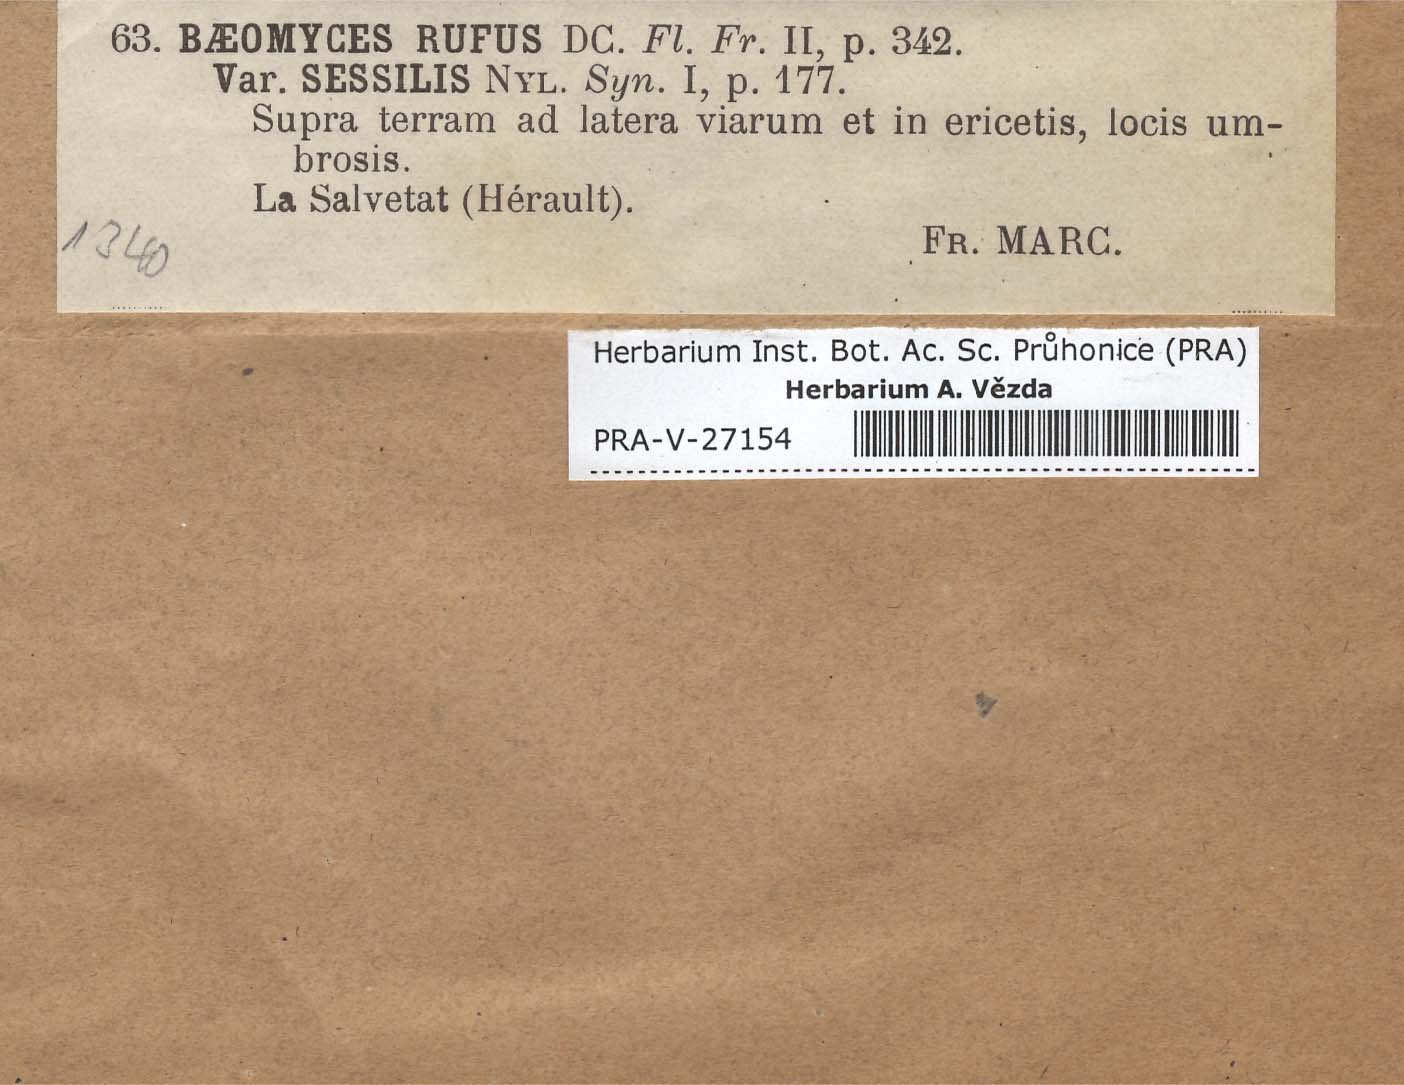 63. BÆOMYCES RUFUS DC. Fl. Fr. II, p. 342.
Var. SESSILIS NYL. Syn. I, p. 177.
Supra terram ad latera viarum et in ericetis, locis um-
brosis.
La Salvetat (Hérault).
FR. MARC.
1340
Herbarium Inst. Bot. Ac. Sc. Průhonice (PRA)
Herbarium A. Vězda
PRA-V-27154